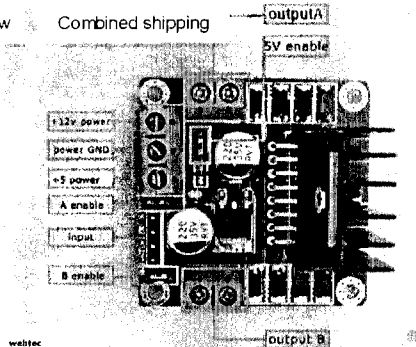 w Combined shipping
outputA
5V enable
+12v power
power GND
+5 power
A enable
input
B enable
output B
webtec